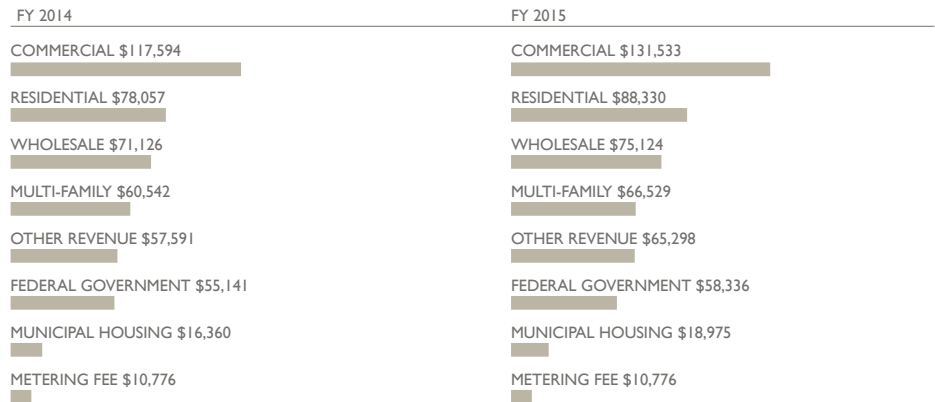 FY 2014
COMMERCIAL $117,594
RESIDENTIAL $78,057
WHOLESALE $71,126
MULTI-FAMILY $60,542
OTHER REVENUE $57,591
FEDERAL GOVERNMENT $55,141
MUNICIPAL HOUSING $16,360
METERING FEE $10,776
FY 2015
COMMERCIAL $131,533
RESIDENTIAL $88,330
WHOLESALE $75,124
MULTI-FAMILY $66,529
OTHER REVENUE $65,298
FEDERAL GOVERNMENT $58,336
MUNICIPAL HOUSING $18,975
METERING FEE $10,776